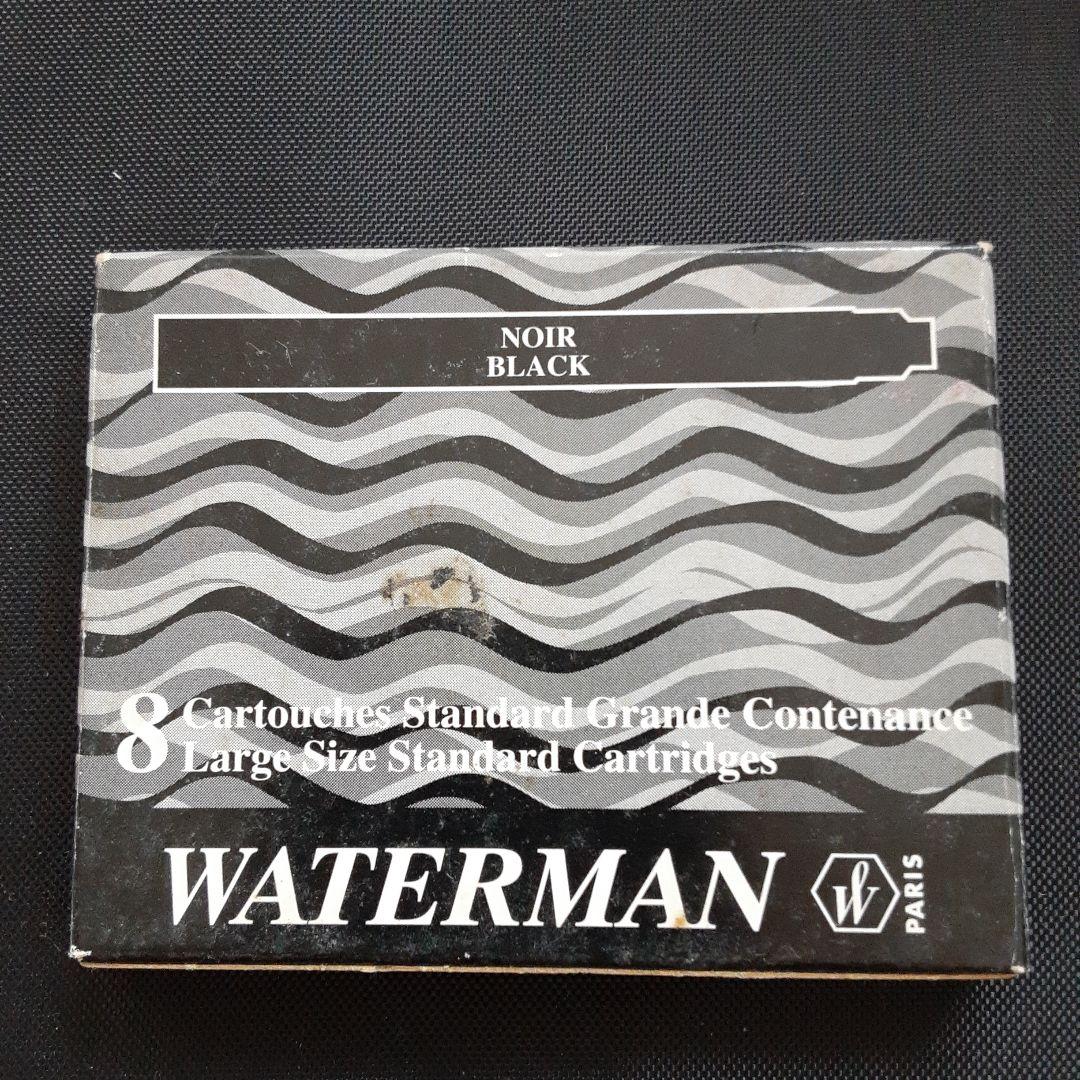 NOIR
BLACK
8 Cartouches Standard Grande Contenance
Large Size Standard Cartridges
WATERMAN
W
PARIS